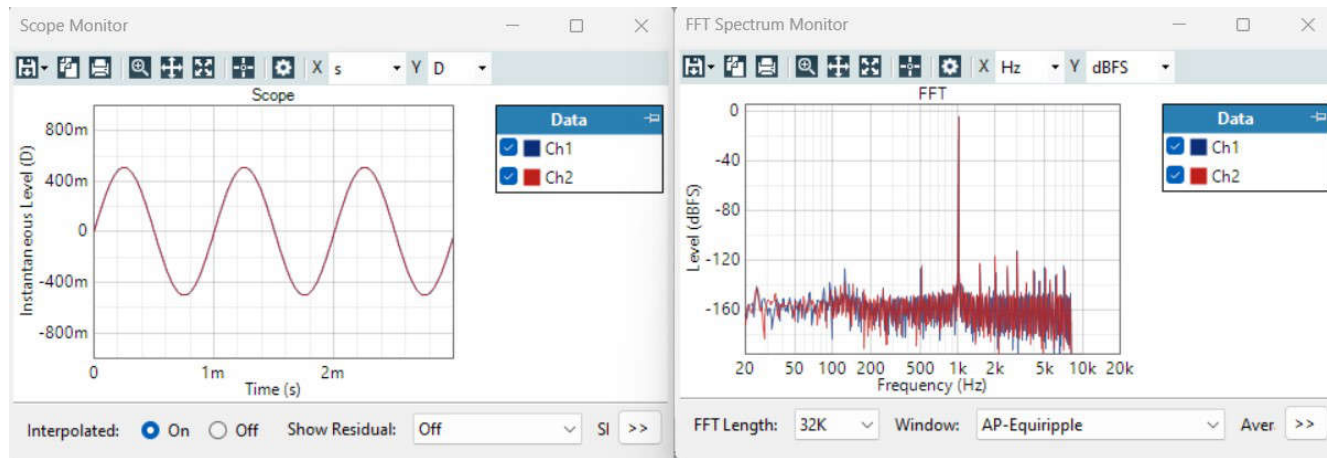 Scope Monitor
X s Y D
Scope
Instantaneous Level (D)
800m
400m
0
-400m
-800m
0 1m 2m
Time (s)
Data
Ch1
Ch2
Interpolated: On Off Show Residual: Off SI >>
FFT Spectrum Monitor
X Hz Y dBFS
FFT
Level (dBFS)
0
-40
-80
-120
-160
20 50 100 200 500 1k 2k 5k 10k 20k
Frequency (Hz)
Data
Ch1
Ch2
FFT Length: 32K Window: AP-Equiripple Aver >>